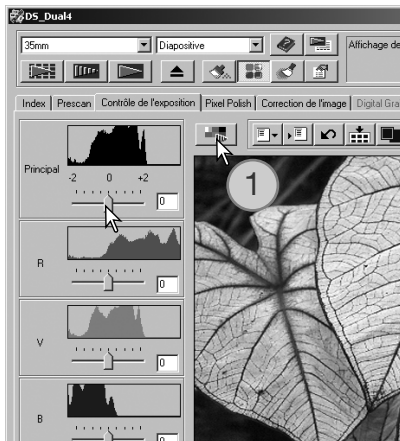 DS_Dual4
35mm
Diapositive
Affichage de
Index
Prescan
Contrôle de l'exposition
Pixel Polish
Correction de l'image
Digital Gra
Principal
-2 0 +2
0
1
R
0
V
0
B
0